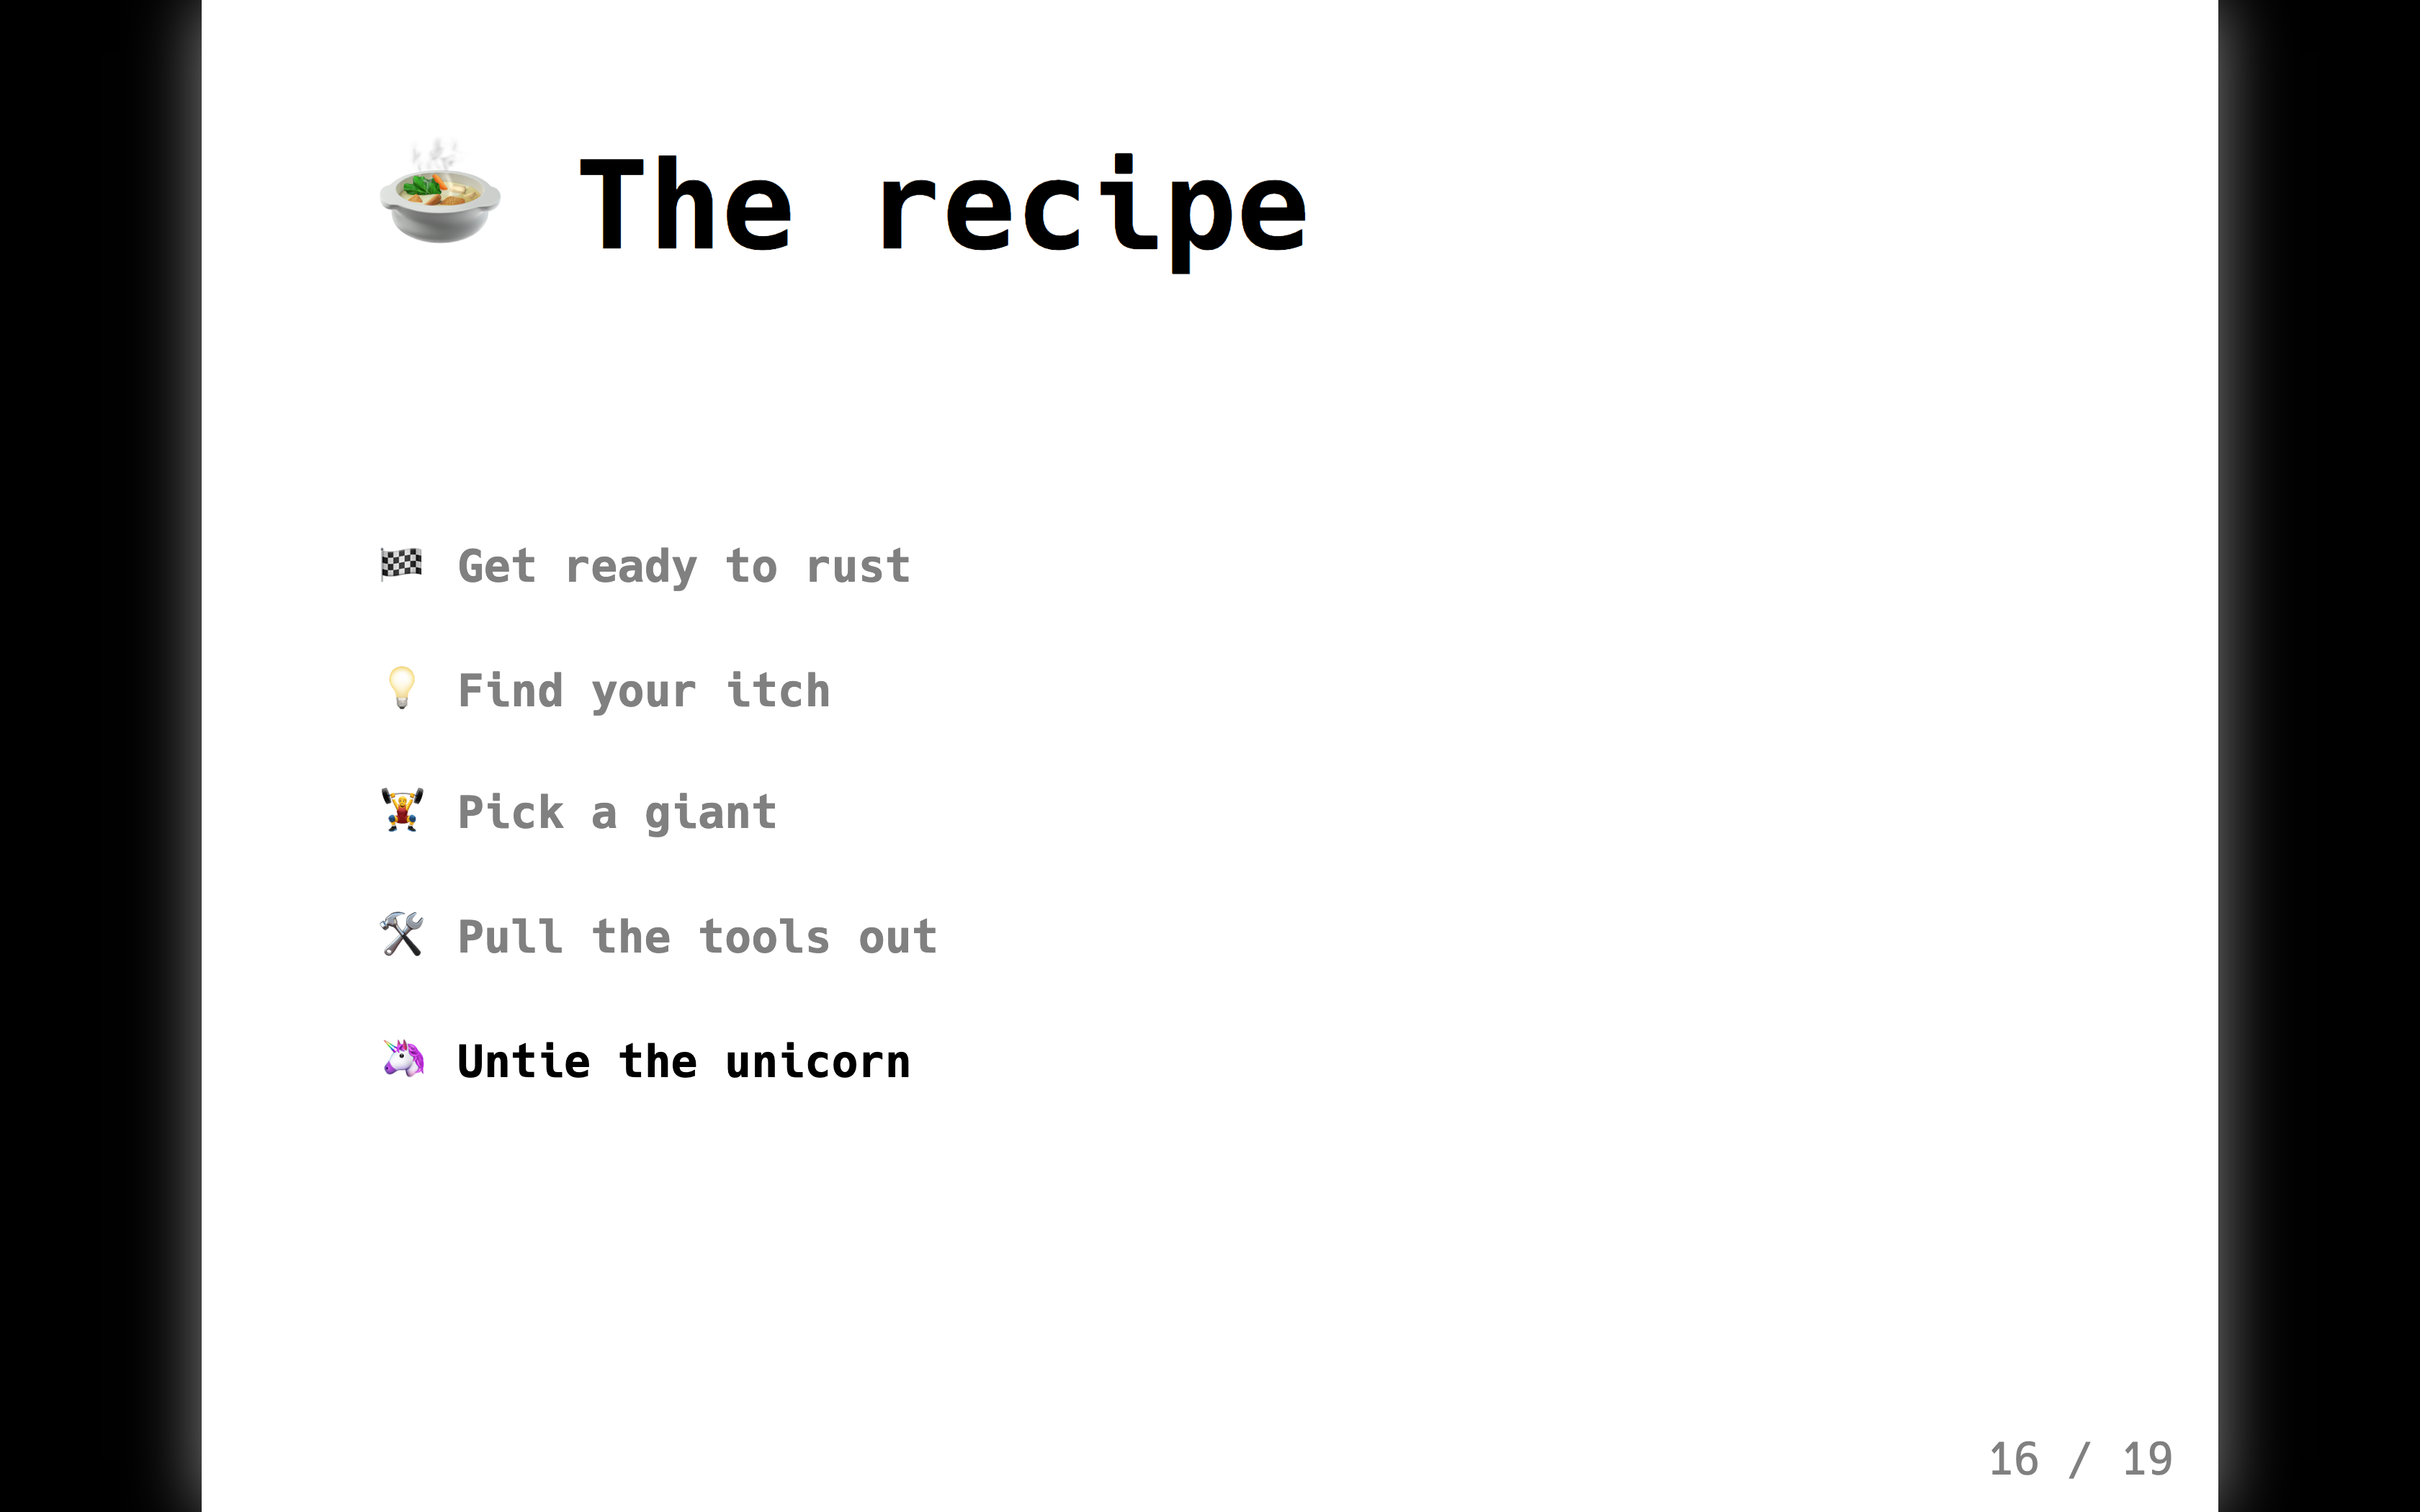 🍲 The recipe
🏁 Get ready to rust
💡 Find your itch
🏋️ Pick a giant
🛠️ Pull the tools out
🦄 Untie the unicorn
16 / 19